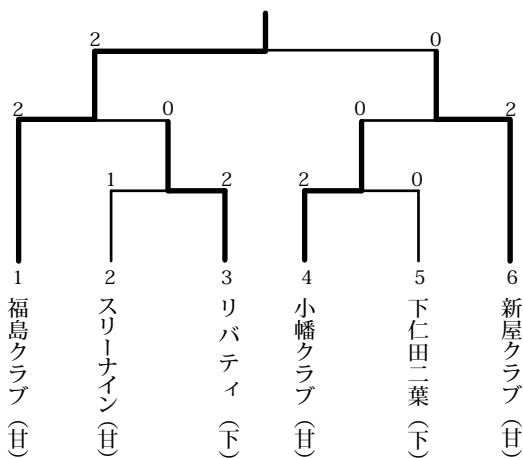 2 0
2 0 0 2
1 2 2 0
1 2 3 4 5 6
福島クラブ（甘）
スリーナイン（甘）
リバティ（下）
小幡クラブ（甘）
下仁田二葉（下）
新屋クラブ（甘）